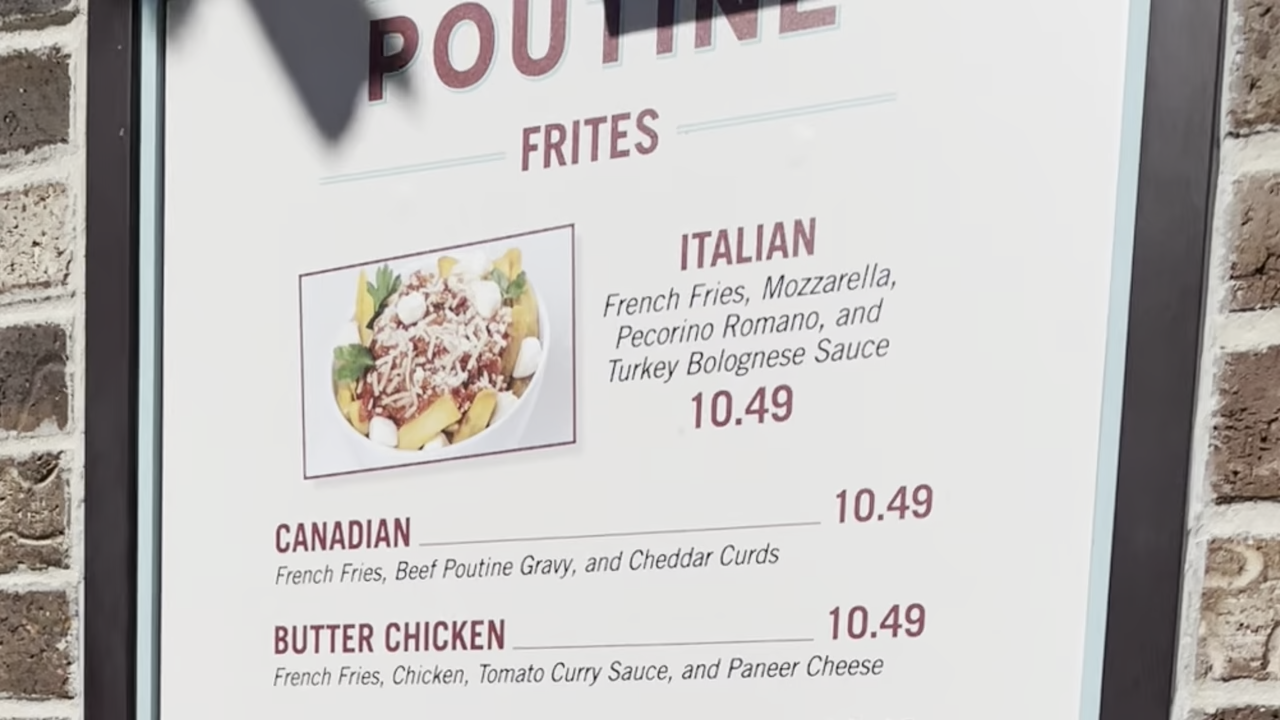 POUTINE
FRITES
ITALIAN
French Fries, Mozzarella,
Pecorino Romano, and
Turkey Bolognese Sauce
10.49
CANADIAN 10.49
French Fries, Beef Poutine Gravy, and Cheddar Curds
BUTTER CHICKEN 10.49
French Fries, Chicken, Tomato Curry Sauce, and Paneer Cheese